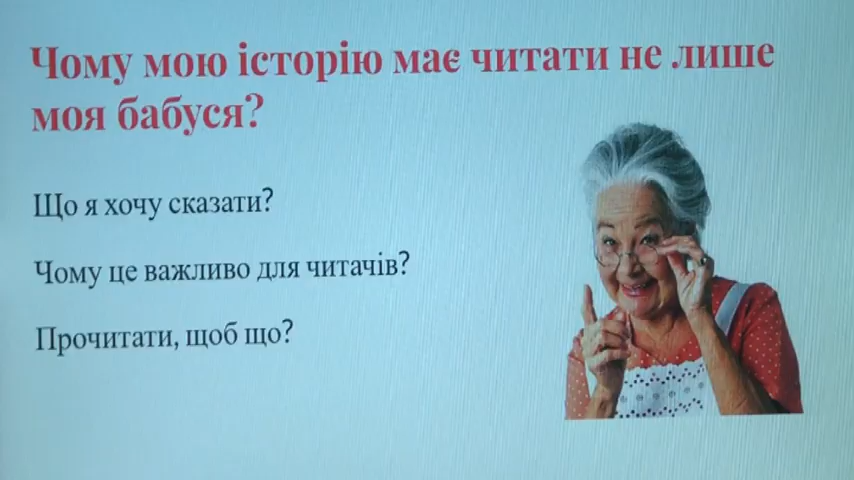 Чому мою історію має читати не лише
моя бабуся?
Що я хочу сказати?
Чому це важливо для читачів?
Прочитати, щоб що?